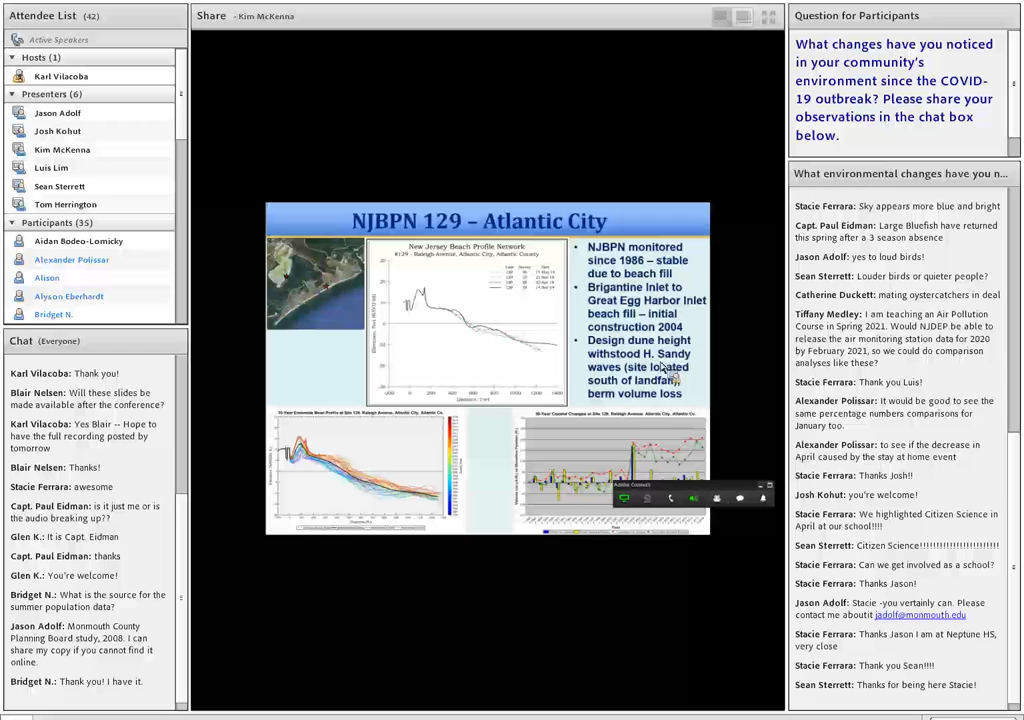 Attendee List (42)
Active Speakers
Hosts (1)
Karl Vilacoba
Presenters (6)
Jason Adolf
Josh Kohut
Kim McKenna
Luis Lim
Sean Sterrett
Tom Herrington
Participants (35)
Aidan Bodeo-Lomicky
Alexander Polissar
Alison
Alyson Eberhardt
Bridget N.
Chat (Everyone)
Karl Vilacoba: Thank you!
Blair Nelsen: Will these slides be
made available after the conference?
Karl Vilacoba: Yes Blair -- Hope to
have the full recording posted by
tomorrow
Blair Nelsen: Thanks!
Stacie Ferrara: awesome
Capt. Paul Eidman: is it just me or is
the audio breaking up??
Glen K.: It is Capt. Eidman
Capt. Paul Eidman: thanks
Glen K.: You're welcome!
Bridget N.: What is the source for the
summer population data?
Jason Adolf: Monmouth County
Planning Board study, 2008. I can
share my copy if you cannot find it
online.
Bridget N.: Thank you! I have it.
Share - Kim McKenna
NJBPN 129 – Atlantic City
New Jersey Beach Profile Network
#129 - Raleigh Avenue, Atlantic City, Atlantic County
• NJBPN monitored
since 1986 – stable
due to beach fill
• Brigantine Inlet to
Great Egg Harbor Inlet
beach fill – initial
construction 2004
• Design dune height
withstood H. Sandy
waves (site located
south of landfall),
berm volume loss
Question for Participants
What changes have you noticed
in your community's
environment since the COVID-
19 outbreak? Please share your
observations in the chat box
below.
What environmental changes have you n...
Stacie Ferrara: Sky appears more blue and bright
Capt. Paul Eidman: Large Bluefish have returned
this spring after a 3 season absence
Jason Adolf: yes to loud birds!
Sean Sterrett: Louder birds or quieter people?
Catherine Duckett: mating oystercatchers in deal
Tiffany Medley: I am teaching an Air Pollution
Course in Spring 2021. Would NJDEP be able to
release the air monitoring station data for 2020
by February 2021, so we could do comparison
analyses like these?
Stacie Ferrara: Thank you Luis!
Alexander Polissar: It would be good to see the
same percentage numbers comparisons for
January too.
Alexander Polissar: to see if the decrease in
April caused by the stay at home event
Stacie Ferrara: Thanks Josh!!
Josh Kohut: you're welcome!
Stacie Ferrara: We highlighted Citizen Science in
April at our school!!!!
Sean Sterrett: Citizen Science!!!!!!!!!!!!!!!!!!!!!!!!
Stacie Ferrara: Can we get involved as a school?
Stacie Ferrara: Thanks Jason!
Jason Adolf: Stacie -you vertainly can. Please
contact me aboutit jadolf@monmouth.edu
Stacie Ferrara: Thanks Jason I am at Neptune HS,
very close
Stacie Ferrara: Thank you Sean!!!!
Sean Sterrett: Thanks for being here Stacie!